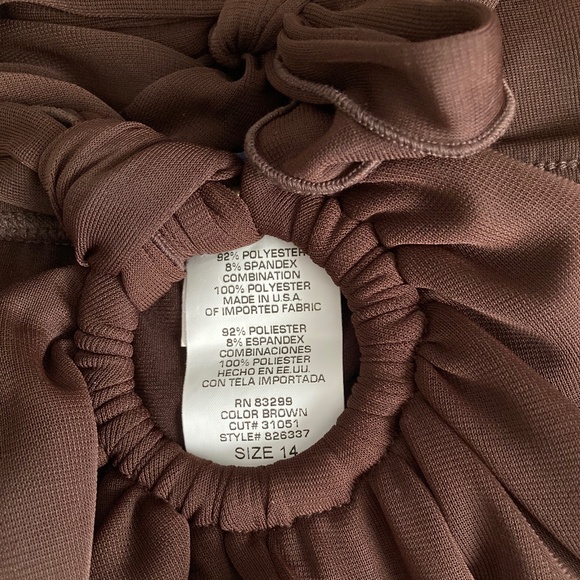 92% POLYESTER
8% SPANDEX
COMBINATION
100% POLYESTER
MADE IN U.S.A.
OF IMPORTED FABRIC
92% POLIESTER
8% ESPANDEX
COMBINACIONES
100% POLIESTER
HECHO EN EE.UU.
CON TELA IMPORTADA
RN 83299
COLOR BROWN
CUT# 31051
STYLE# 826337
SIZE 14